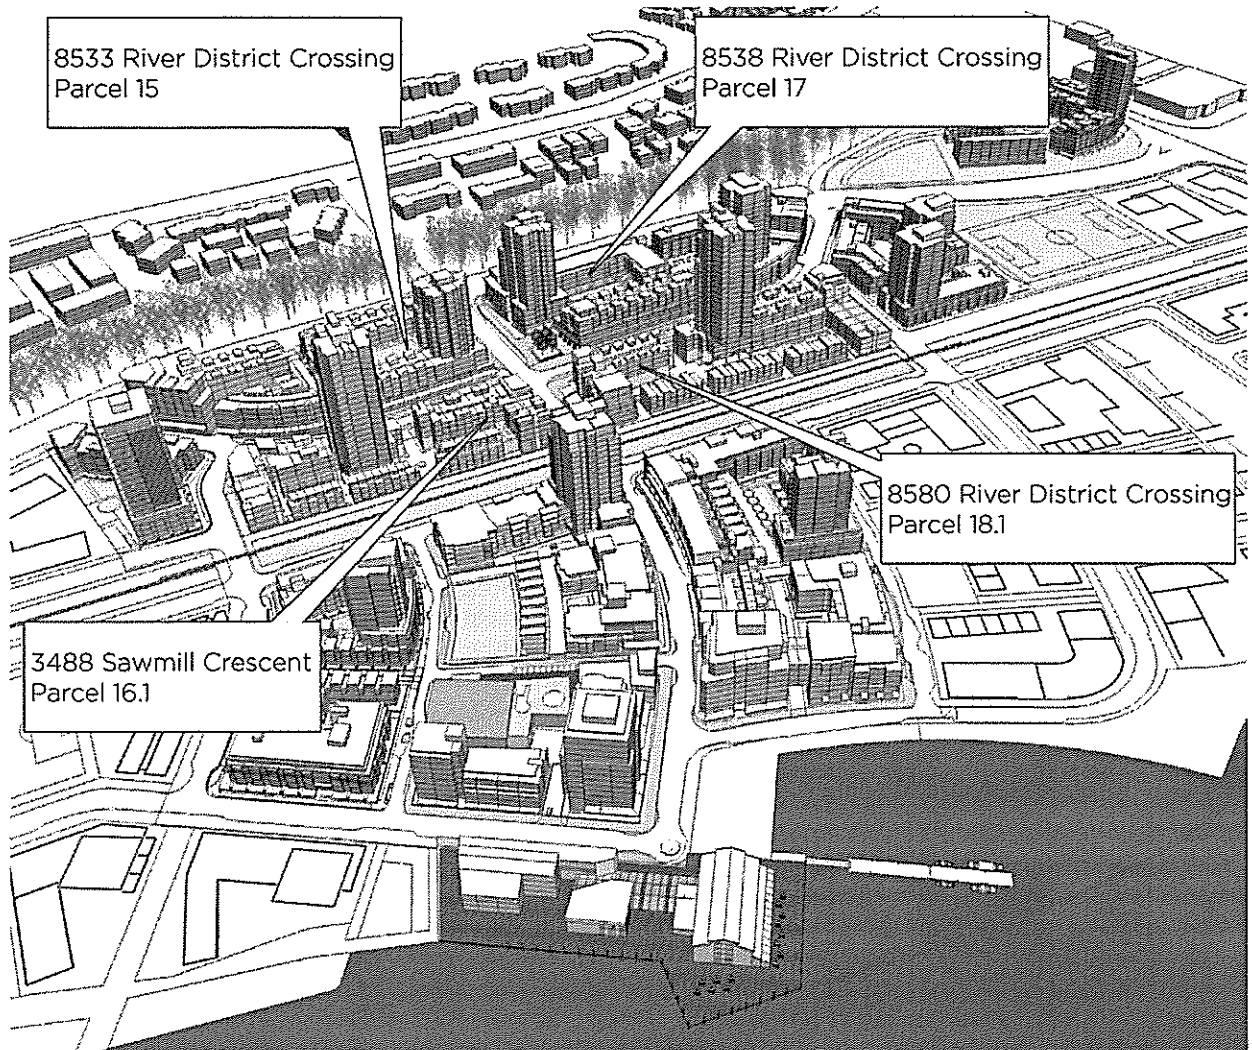 8533 River District Crossing
Parcel 15
8538 River District Crossing
Parcel 17
8580 River District Crossing
Parcel 18.1
3488 Sawmill Crescent
Parcel 16.1